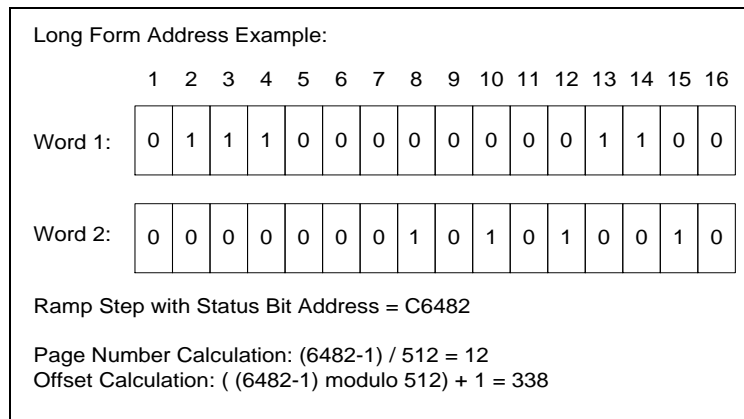 Long Form Address Example:
1 2 3 4 5 6 7 8 9 10 11 12 13 14 15 16
Word 1: 0 1 1 1 0 0 0 0 0 0 0 0 1 1 0 0
Word 2: 0 0 0 0 0 0 0 1 0 1 0 1 0 0 1 0
Ramp Step with Status Bit Address = C6482
Page Number Calculation: (6482-1) / 512 = 12
Offset Calculation: ( (6482-1) modulo 512) + 1 = 338